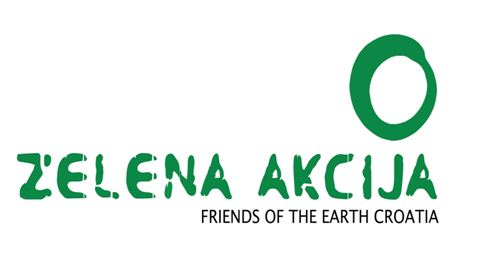 ZELENA AKCIJA
FRIENDS OF THE EARTH CROATIA